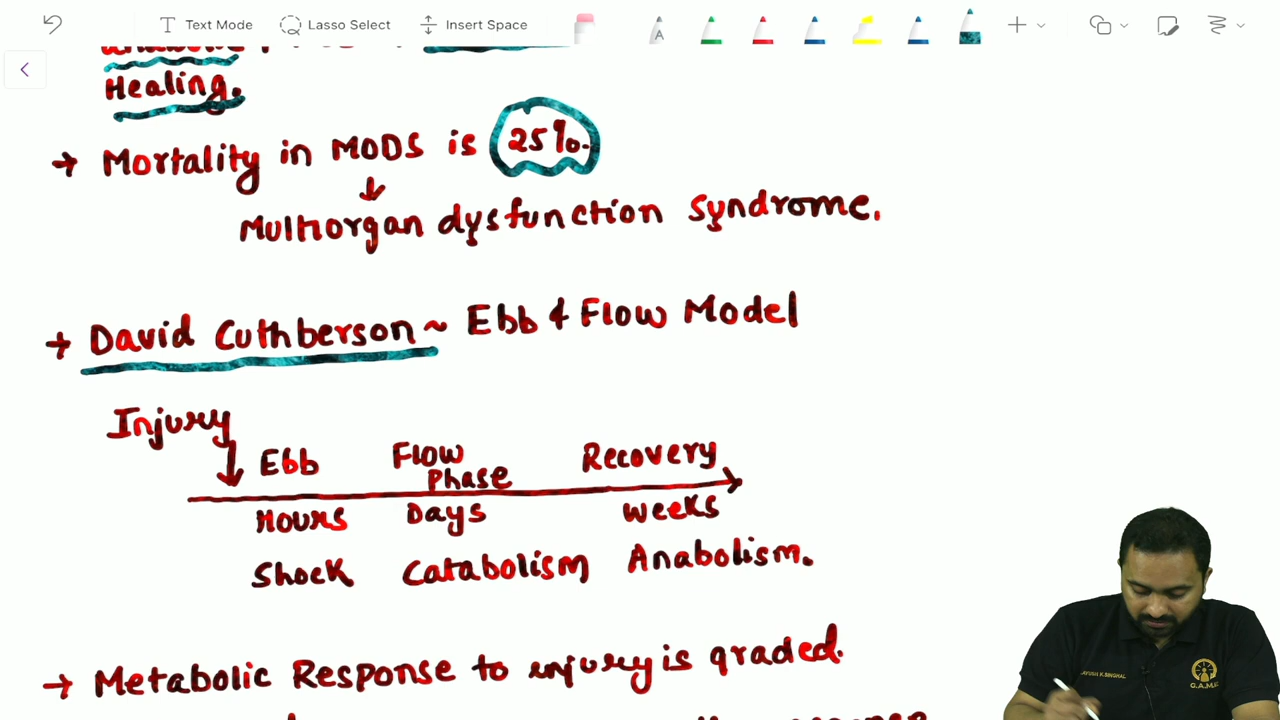 Text Mode
Lasso Select
Insert Space
A
Healing.
→ Mortality in MODS is 25%.
↓
Multiorgan dysfunction Syndrome.
→ David Cuthberson ~ Ebb & Flow Model
Injury
Ebb Flow Phase Recovery
Hours Days Weeks
Shock Catabolism Anabolism.
→ Metabolic Response to injury is graded.
G.A.M.S